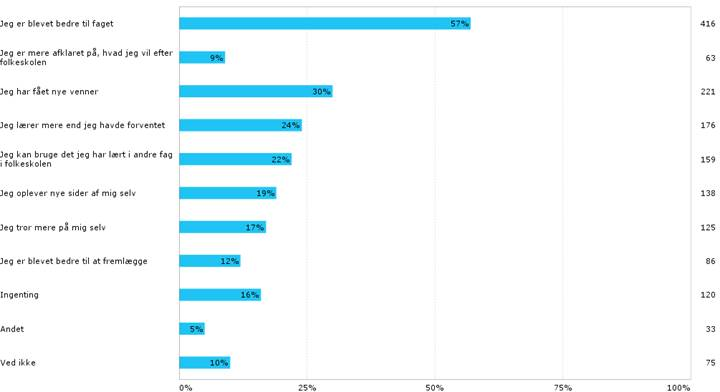 Jeg er blevet bedre til faget 57% 416
Jeg er mere afklaret på, hvad jeg vil efter
folkeskolen 9% 63
Jeg har fået nye venner 30% 221
Jeg lærer mere end jeg havde forventet 24% 176
Jeg kan bruge det jeg har lært i andre fag
i folkeskolen 22% 159
Jeg oplever nye sider af mig selv 19% 138
Jeg tror mere på mig selv 17% 125
Jeg er blevet bedre til at fremlægge 12% 86
Ingenting 16% 120
Andet 5% 33
Ved ikke 10% 75
0% 25% 50% 75% 100%